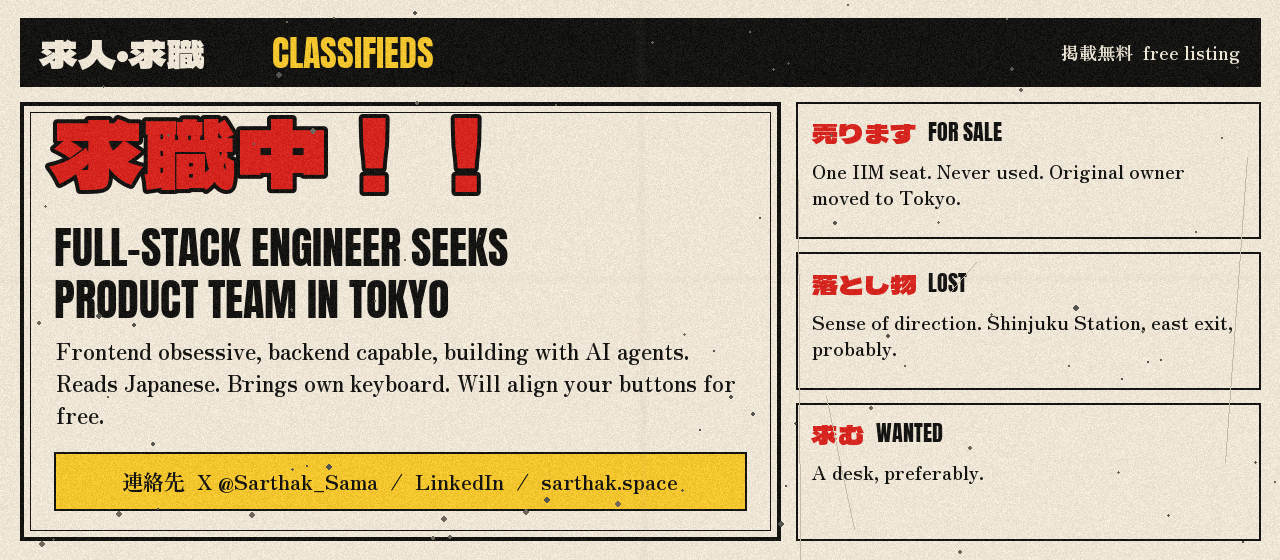 求人・求職 CLASSIFIEDS 掲載無料 free listing
求職中！！
FULL-STACK ENGINEER SEEKS
PRODUCT TEAM IN TOKYO
Frontend obsessive, backend capable, building with AI agents.
Reads Japanese. Brings own keyboard. Will align your buttons for
free.
連絡先 X @Sarthak_Sama / LinkedIn / sarthak.space
売ります FOR SALE
One IIM seat. Never used. Original owner
moved to Tokyo.
落とし物 LOST
Sense of direction. Shinjuku Station, east exit,
probably.
求む WANTED
A desk, preferably.